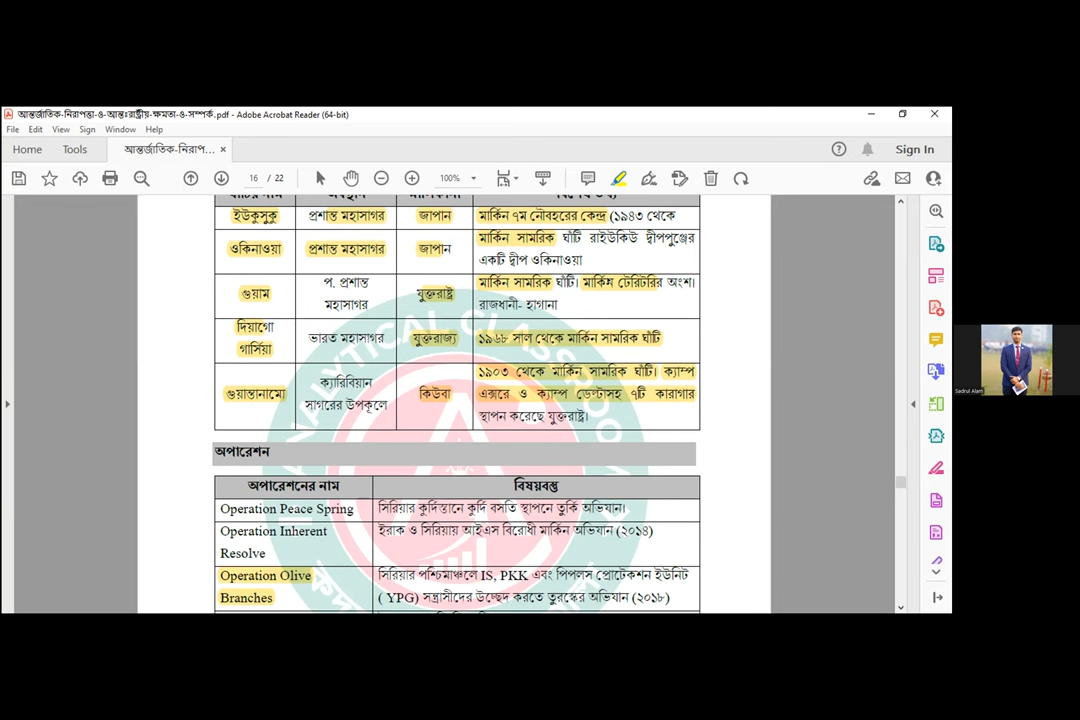 আন্তর্জাতিক-নিরাপত্তা-ও-আন্তঃরাষ্ট্রীয়-ক্ষমতা-ও-সম্পর্ক.pdf - Adobe Acrobat Reader (64-bit)
File Edit View Sign Window Help
Home Tools আন্তর্জাতিক-নিরাপ... × Sign In
16 / 22 100%
ইউকুসুকু প্রশান্ত মহাসাগর জাপান মার্কিন ৭ম নৌবহরের কেন্দ্র (১৯৪৩ থেকে
ওকিনাওয়া প্রশান্ত মহাসাগর জাপান মার্কিন সামরিক ঘাঁটি রাইউকিউ দ্বীপপুঞ্জের
একটি দ্বীপ ওকিনাওয়া
গুয়াম প. প্রশান্ত মহাসাগর যুক্তরাষ্ট্র মার্কিন সামরিক ঘাঁটি। মার্কিন টেরিটরির অংশ।
রাজধানী- হাগানা
দিয়াগো গার্সিয়া ভারত মহাসাগর যুক্তরাজ্য ১৯৬৮ সাল থেকে মার্কিন সামরিক ঘাঁটি
গুয়ান্তানামো ক্যারিবিয়ান সাগরের উপকূলে কিউবা ১৯০৩ থেকে মার্কিন সামরিক ঘাঁটি। ক্যাম্প
এক্সরে ও ক্যাম্প ডেল্টাসহ ৭টি কারাগার
স্থাপন করেছে যুক্তরাষ্ট্র।
অপারেশন
অপারেশনের নাম বিষয়বস্তু
Operation Peace Spring সিরিয়ার কুর্দিস্তানে কুর্দি বসতি স্থাপনে তুর্কি অভিযান।
Operation Inherent Resolve ইরাক ও সিরিয়ায় আইএস বিরোধী মার্কিন অভিযান (২০১৪)
Operation Olive Branches সিরিয়ার পশ্চিমাঞ্চলে IS, PKK এবং পিপলস প্রোটেকশন ইউনিট
( YPG) সন্ত্রাসীদের উচ্ছেদ করতে তুরস্কের অভিযান (২০১৮)
ANALYTICAL CLASSROOM
Sadrul Alam